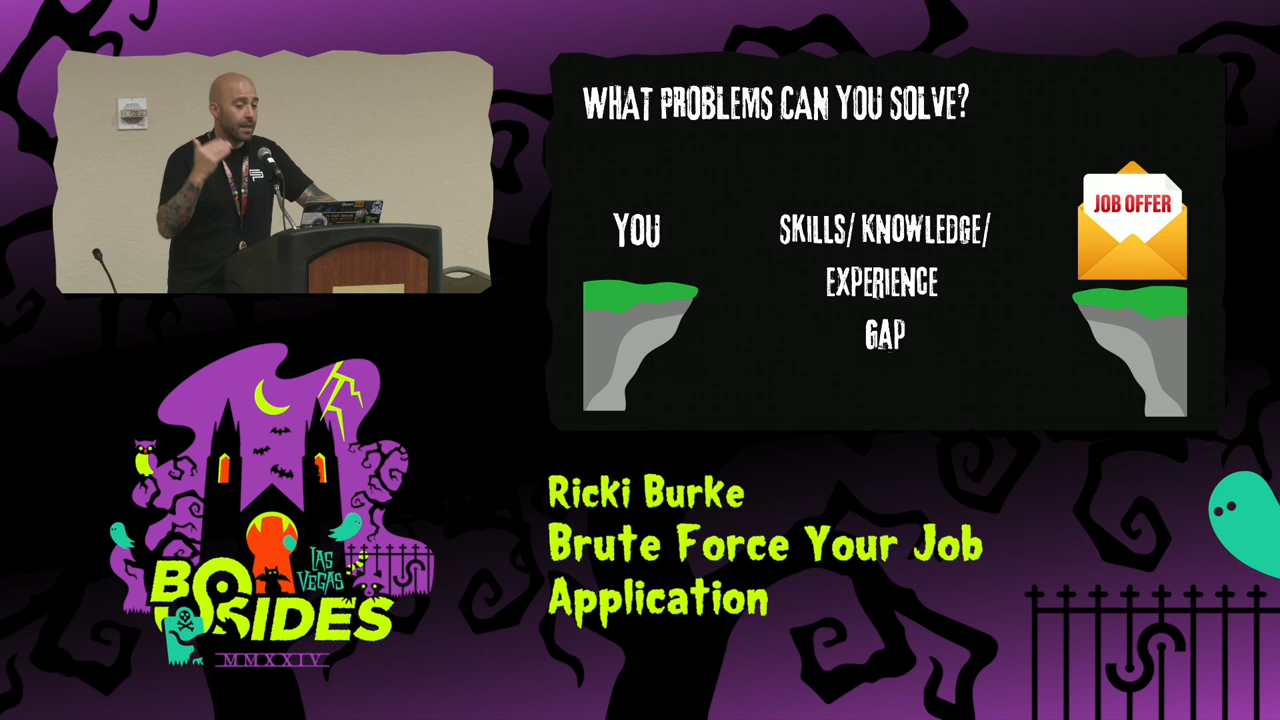 WHAT PROBLEMS CAN YOU SOLVE?
YOU
SKILLS/ KNOWLEDGE/
EXPERIENCE
GAP
JOB OFFER
LAS
VEGAS
BSIDES
MMXXIV
Ricki Burke
Brute Force Your Job
Application